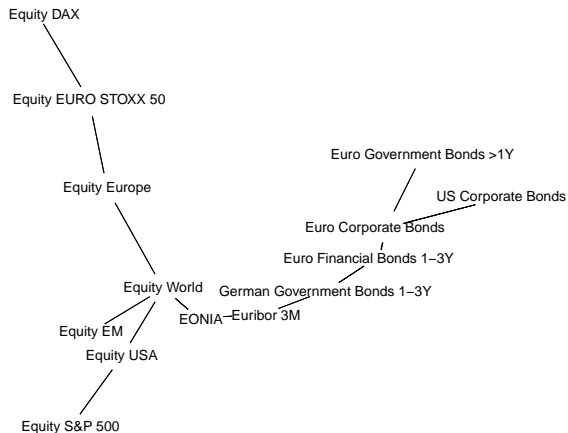 Equity DAX
Equity EURO STOXX 50
Euro Government Bonds >1Y
Equity Europe
US Corporate Bonds
Euro Corporate Bonds
Euro Financial Bonds 1–3Y
Equity World
German Government Bonds 1–3Y
EONIA
Euribor 3M
Equity EM
Equity USA
Equity S&P 500